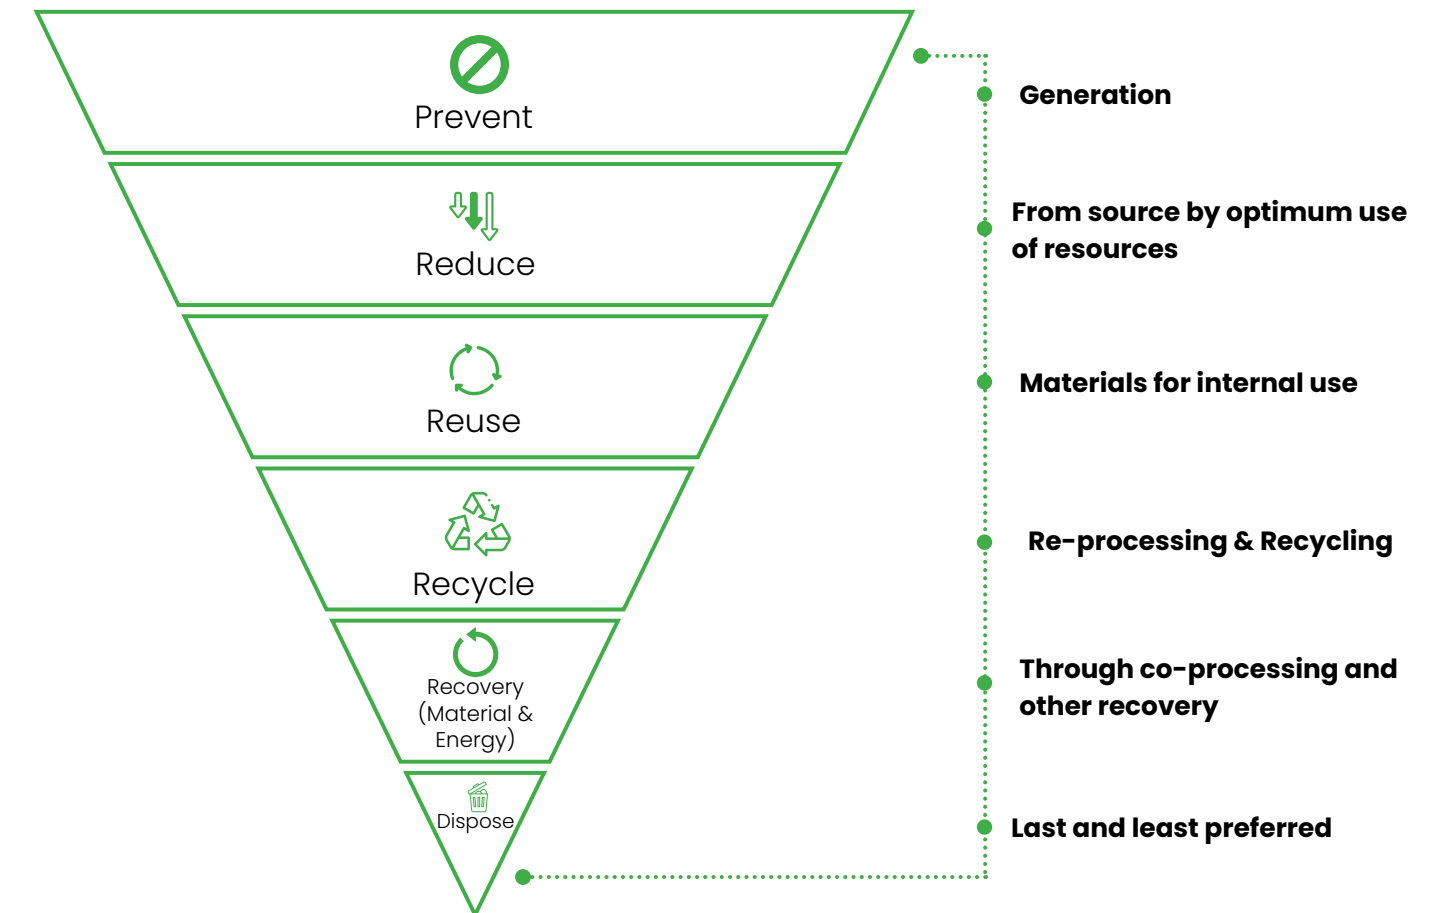 Prevent
Generation
Reduce
From source by optimum use
of resources
Reuse
Materials for internal use
Recycle
Re-processing & Recycling
Recovery
(Material &
Energy)
Through co-processing and
other recovery
Dispose
Last and least preferred